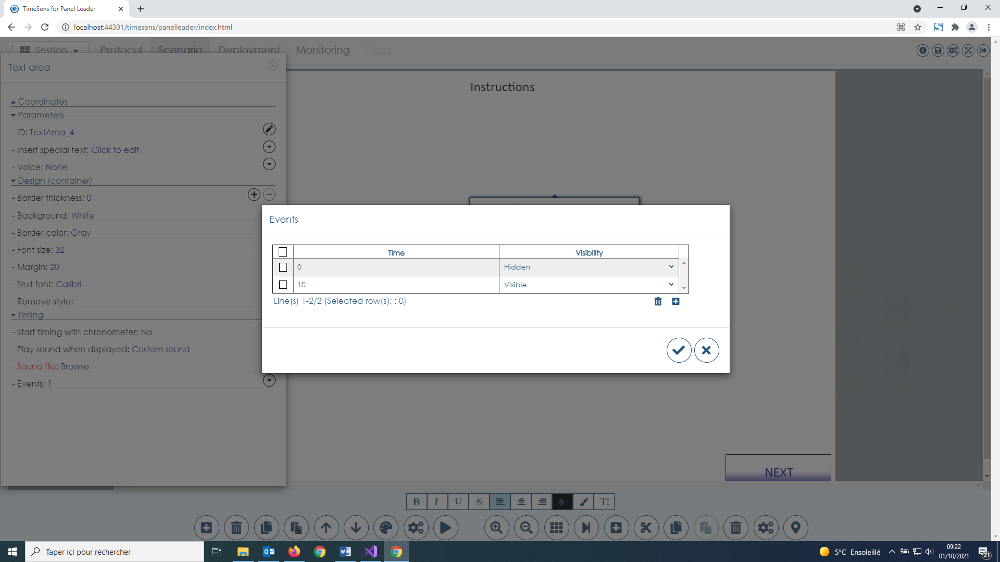 TimeSens for Panel Leader
localhost:44301/timesens/panelleader/index.html
Session Protocol Scenario Deployment Monitoring Data
Text area
Instructions
Coordinates
Parameters
- ID: TextArea_4
- Insert special text: Click to edit
- Voice: None
Design (container)
- Border thickness: 0
- Background: White
- Border color: Gray
- Font size: 32
- Margin: 20
- Text font: Calibri
- Remove style:
Timing
- Start timing with chronometer: No
- Play sound when displayed: Custom sound
- Sound file: Browse
- Events: 1
Events
Time Visibility
0 Hidden
10 Visible
Line(s) 1-2/2 (Selected row(s): : 0)
NEXT
B I U S T
Taper ici pour rechercher
5°C Ensoleillé
09:22
01/10/2021
21